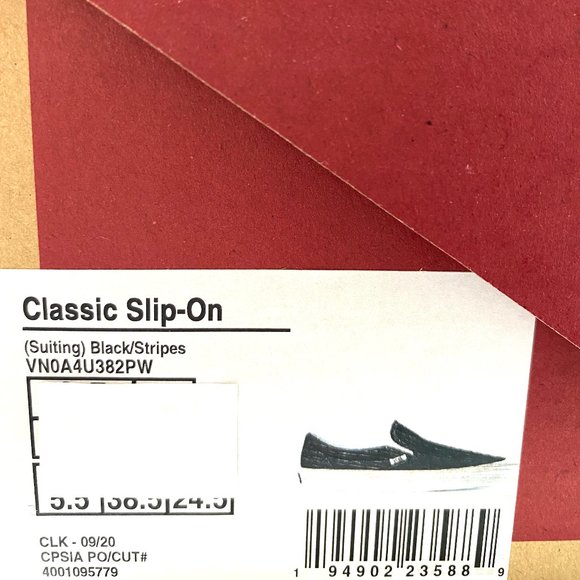 Classic Slip-On
(Suiting) Black/Stripes
VN0A4U382PW
5.5 38.5 24.5
CLK - 09/20
CPSIA PO/CUT#
4001095779
1 94902 23588 9